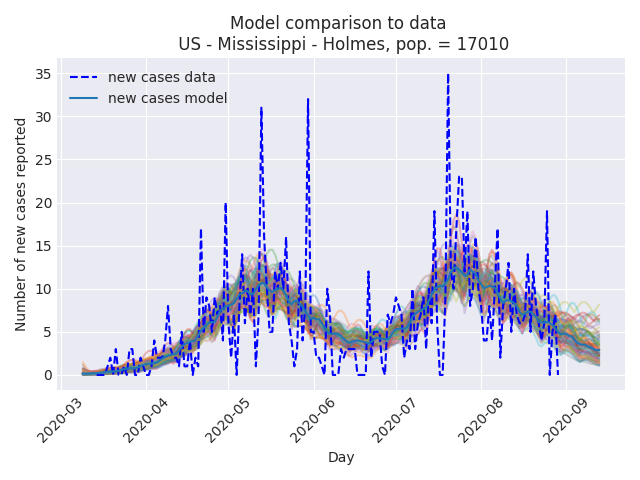 Model comparison to data
US - Mississippi - Holmes, pop. = 17010
new cases data
new cases model
Number of new cases reported
35
30
25
20
15
10
5
0
2020-03
2020-04
2020-05
2020-06
2020-07
2020-08
2020-09
Day